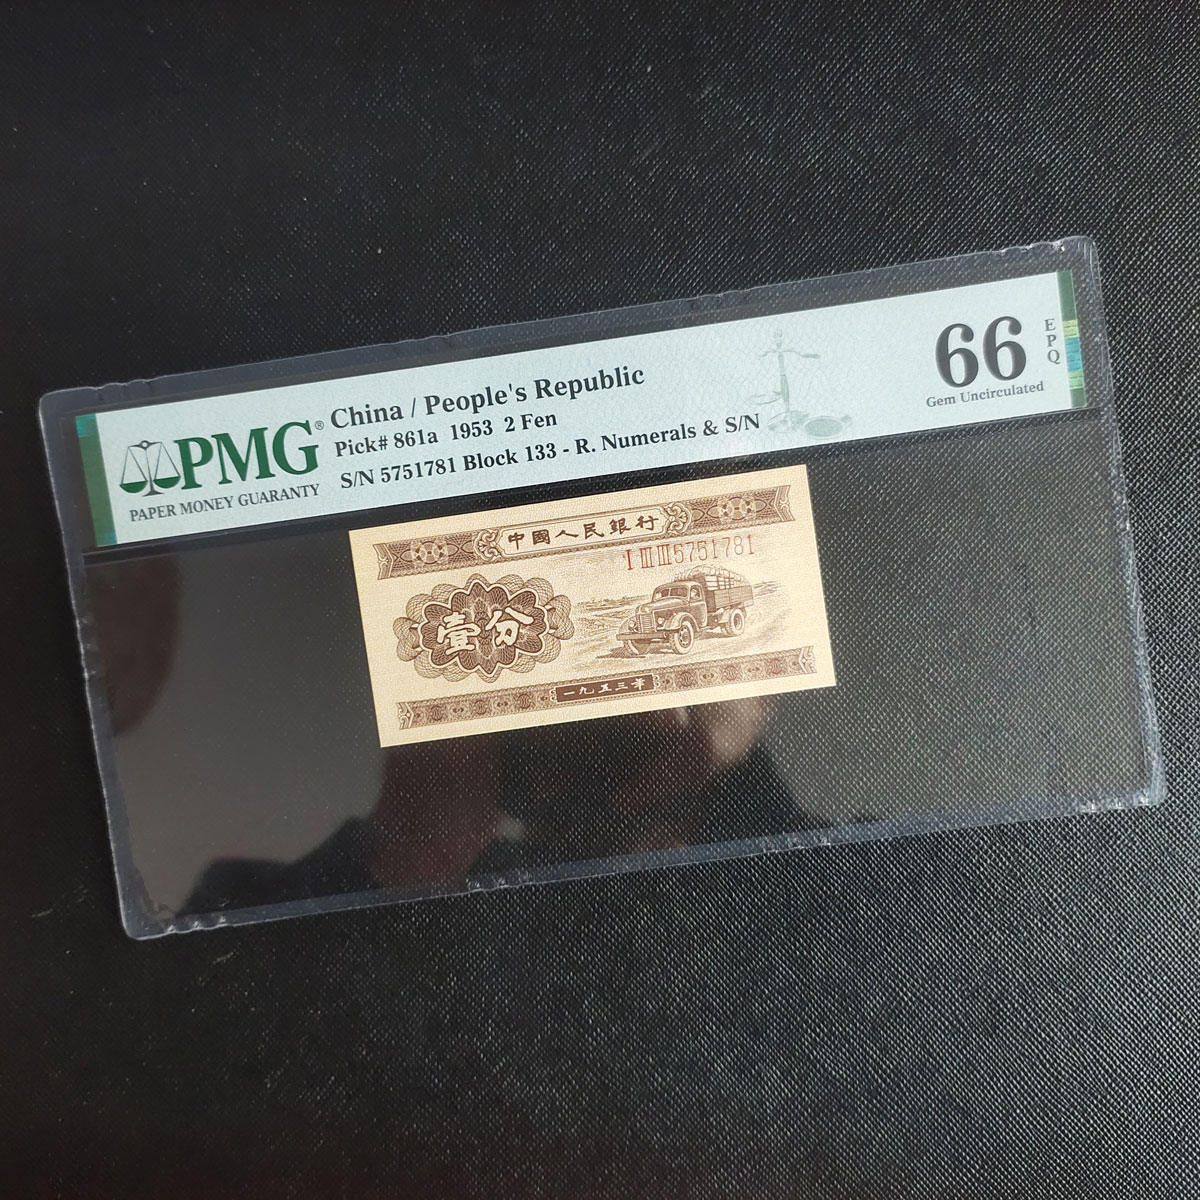 PMG®
PAPER MONEY GUARANTY
China / People's Republic
Pick# 861a 1953 2 Fen
S/N 5751781 Block 133 - R. Numerals & S/N
66
EPQ
Gem Uncirculated
中國人民銀行
I III III 5751781
壹分
一九五三年